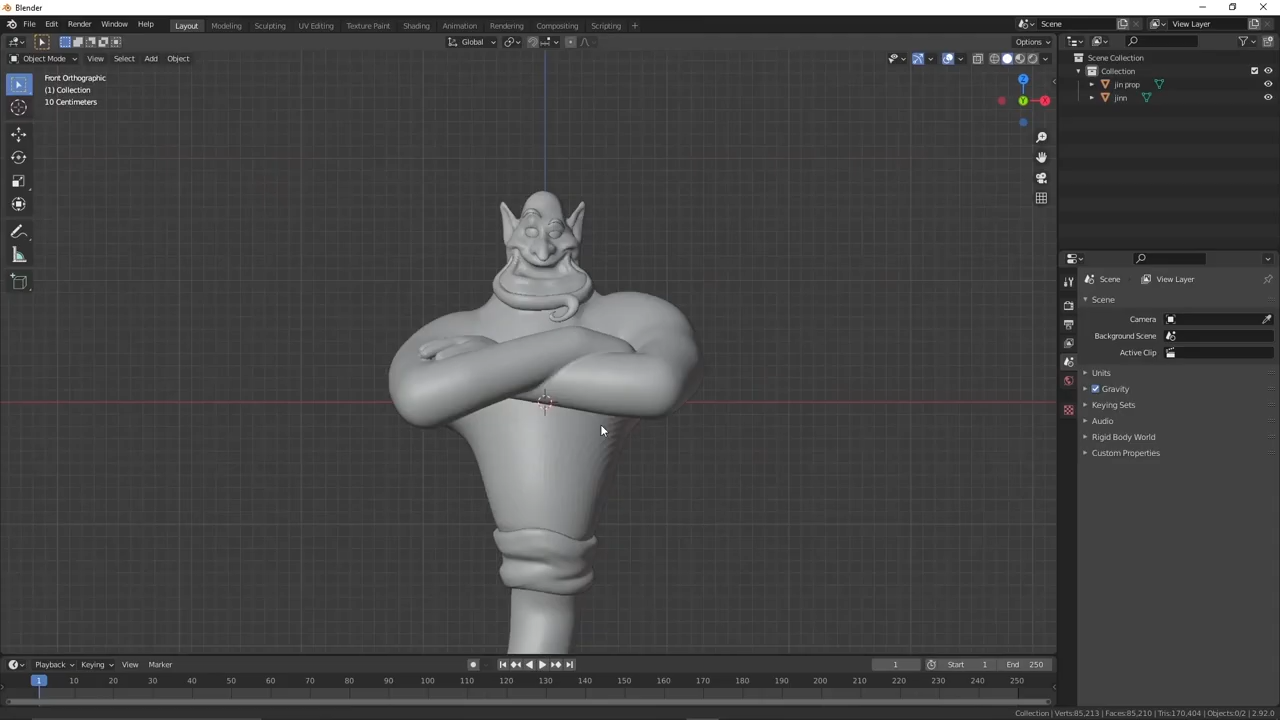 Blender
File Edit Render Window Help
Layout Modeling Sculpting UV Editing Texture Paint Shading Animation Rendering Compositing Scripting +
Scene
View Layer
Global
Options
Object Mode View Select Add Object
Front Orthographic
(1) Collection
10 Centimeters
Z
Y
X
Scene Collection
Collection
jin prop
jinn
Scene
View Layer
Scene
Camera
Background Scene
Active Clip
Units
Gravity
Keying Sets
Audio
Rigid Body World
Custom Properties
Playback Keying View Marker
1
Start 1
End 250
1 10 20 30 40 50 60 70 80 90 100 110 120 130 140 150 160 170 180 190 200 210 220 230 240 250
Collection | Verts:85,213 | Faces:85,210 | Tris:170,404 | Objects:0/2 | 2.92.0